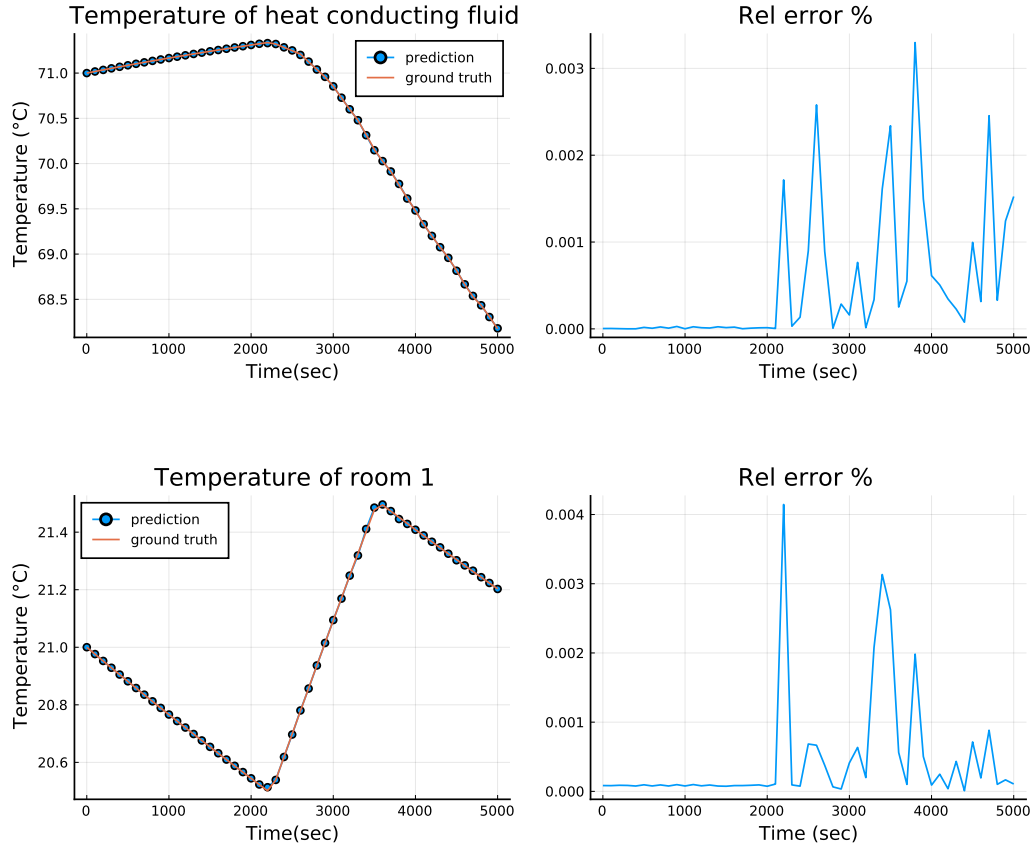 Temperature of heat conducting fluid
Temperature (°C)
71.0
70.5
70.0
69.5
69.0
68.5
prediction
ground truth
0 1000 2000 3000 4000 5000
Time(sec)
Rel error %
0.003
0.002
0.001
0.000
0 1000 2000 3000 4000 5000
Time (sec)
Temperature of room 1
Temperature (°C)
21.4
21.2
21.0
20.8
20.6
prediction
ground truth
0 1000 2000 3000 4000 5000
Time(sec)
Rel error %
0.004
0.003
0.002
0.001
0.000
0 1000 2000 3000 4000 5000
Time (sec)